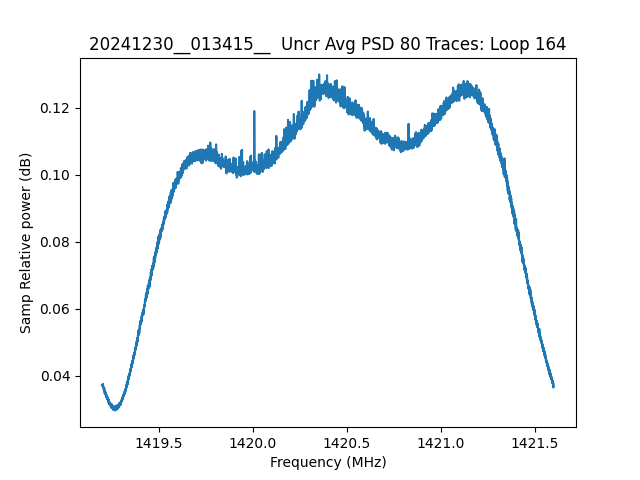 20241230__013415__  Uncr Avg PSD 80 Traces: Loop 164
0.12
0.10
0.08
0.06
0.04
Samp Relative power (dB)
1419.5 1420.0 1420.5 1421.0 1421.5
Frequency (MHz)